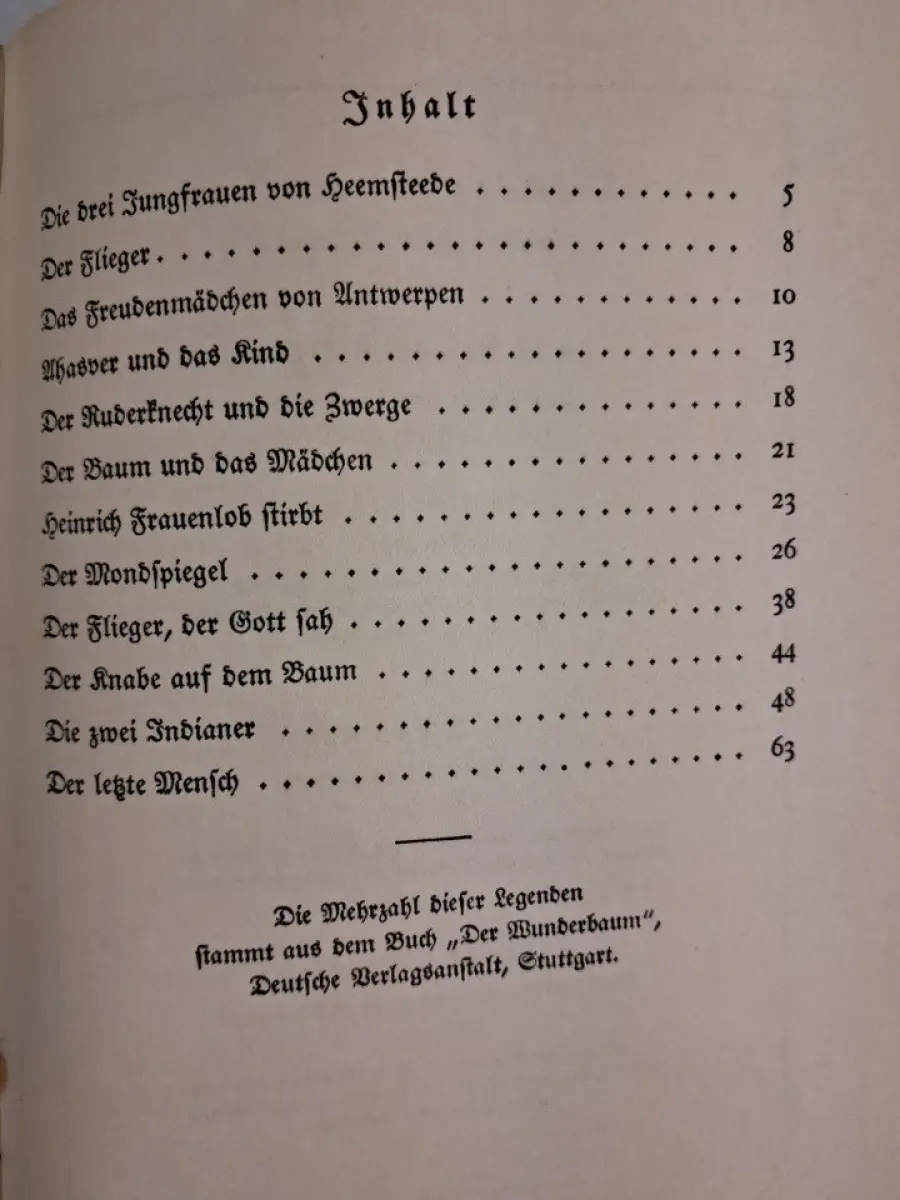 Inhalt
Die drei Jungfrauen von Heemſteede . . . . . . . . . . . . 5
Der Flieger . . . . . . . . . . . . . . . . . . . . . . . . . 8
Das Freudenmädchen von Antwerpen . . . . . . . . . . . 10
Ahasver und das Kind . . . . . . . . . . . . . . . . . . 13
Der Ruderknecht und die Zwerge . . . . . . . . . . . . . 18
Der Baum und das Mädchen . . . . . . . . . . . . . . . 21
Heinrich Frauenlob ſtirbt . . . . . . . . . . . . . . . . . 23
Der Mondſpiegel . . . . . . . . . . . . . . . . . . . . . 26
Der Flieger, der Gott ſah . . . . . . . . . . . . . . . . . 38
Der Knabe auf dem Baum . . . . . . . . . . . . . . . . 44
Die zwei Indianer . . . . . . . . . . . . . . . . . . . . 48
Der letzte Menſch . . . . . . . . . . . . . . . . . . . . . 63
Die Mehrzahl dieſer Legenden
ſtammt aus dem Buch „Der Wunderbaum“,
Deutſche Verlagsanſtalt, Stuttgart.